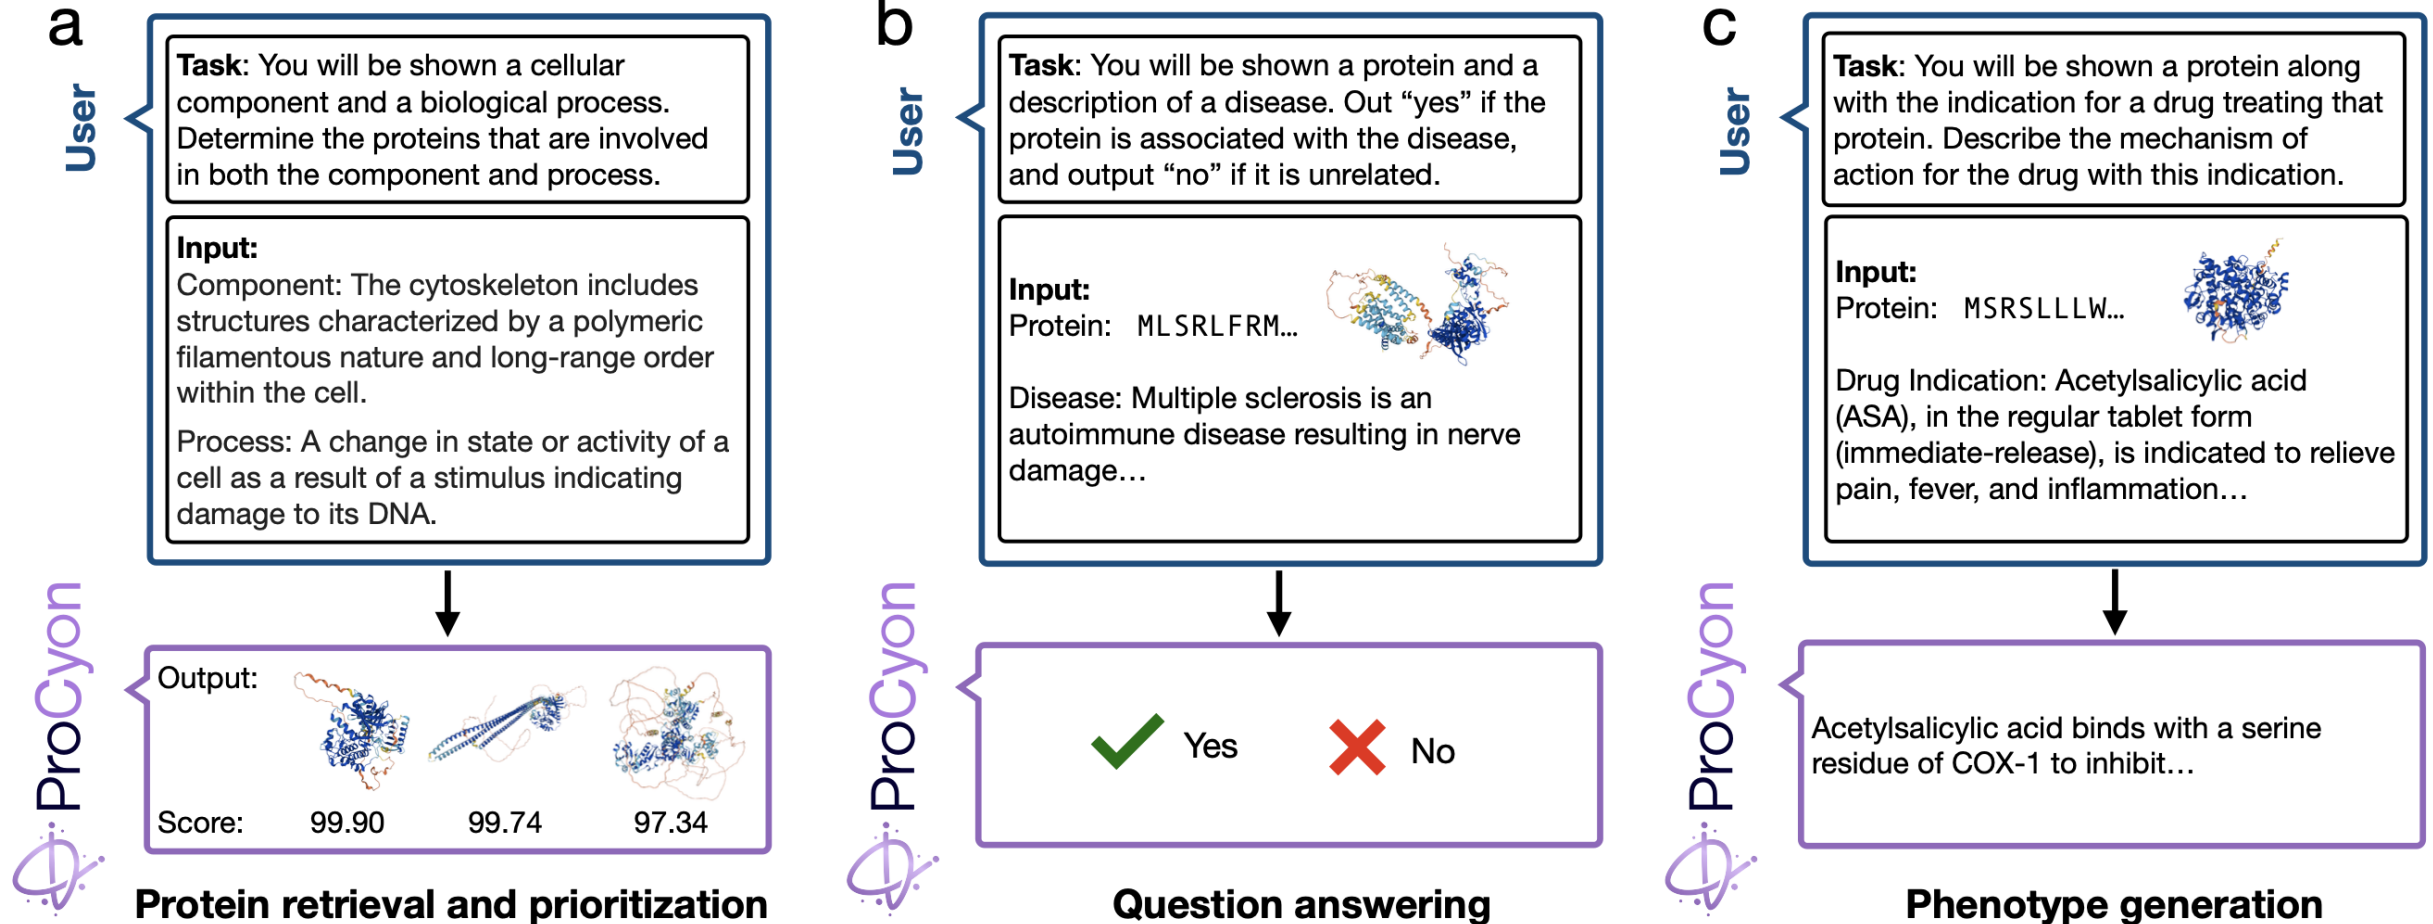 a
User
Task: You will be shown a cellular
component and a biological process.
Determine the proteins that are involved
in both the component and process.
Input:
Component: The cytoskeleton includes
structures characterized by a polymeric
filamentous nature and long-range order
within the cell.
Process: A change in state or activity of a
cell as a result of a stimulus indicating
damage to its DNA.
ProCyon
Output:
Score: 99.90 99.74 97.34
Protein retrieval and prioritization
b
User
Task: You will be shown a protein and a
description of a disease. Out “yes” if the
protein is associated with the disease,
and output “no” if it is unrelated.
Input:
Protein: MLSRLFRM…
Disease: Multiple sclerosis is an
autoimmune disease resulting in nerve
damage…
ProCyon
Yes No
Question answering
c
User
Task: You will be shown a protein along
with the indication for a drug treating that
protein. Describe the mechanism of
action for the drug with this indication.
Input:
Protein: MSRSLLLW…
Drug Indication: Acetylsalicylic acid
(ASA), in the regular tablet form
(immediate-release), is indicated to relieve
pain, fever, and inflammation…
ProCyon
Acetylsalicylic acid binds with a serine
residue of COX-1 to inhibit…
Phenotype generation